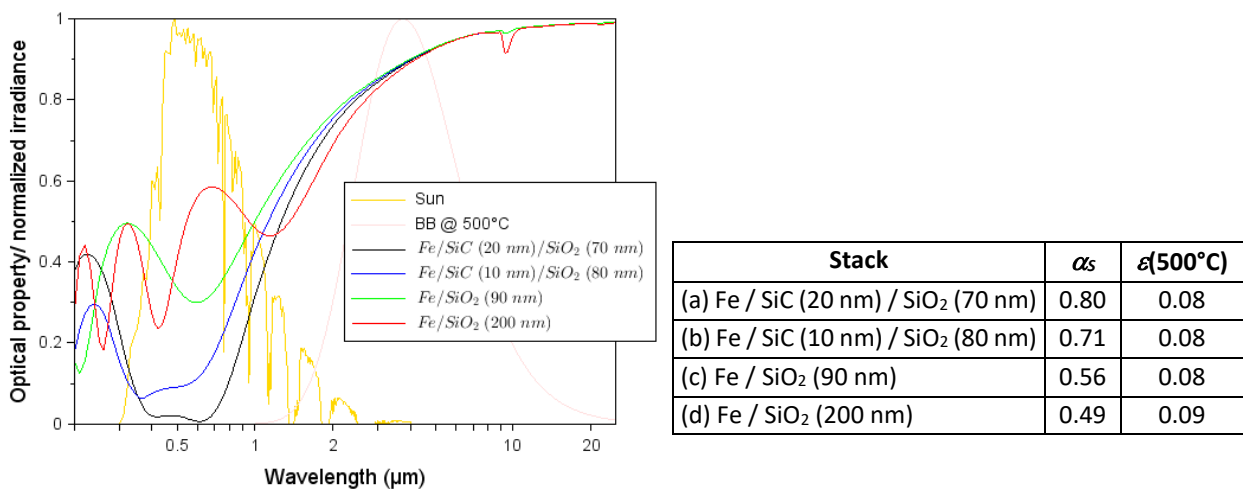 Optical property/ normalized irradiance
1
0.8
0.6
0.4
0.2
0
0.5
1
2
10
20
Wavelength (µm)
Sun
BB @ 500°C
Fe/SiC (20 nm)/SiO₂ (70 nm)
Fe/SiC (10 nm)/SiO₂ (80 nm)
Fe/SiO₂ (90 nm)
Fe/SiO₂ (200 nm)
Stack αs ε(500°C)
(a) Fe / SiC (20 nm) / SiO₂ (70 nm) 0.80 0.08
(b) Fe / SiC (10 nm) / SiO₂ (80 nm) 0.71 0.08
(c) Fe / SiO₂ (90 nm) 0.56 0.08
(d) Fe / SiO₂ (200 nm) 0.49 0.09